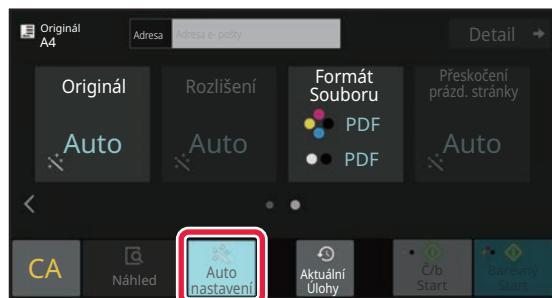 Originál
A4
Adresa
Adresa e- pošty
Detail
Originál
Auto
Rozlišení
Auto
Formát
Souboru
PDF
PDF
Přeskočení
prázd. stránky
Auto
CA
Náhled
Auto
nastavení
Aktuální
Úlohy
Č/b
Start
Barevný
Start